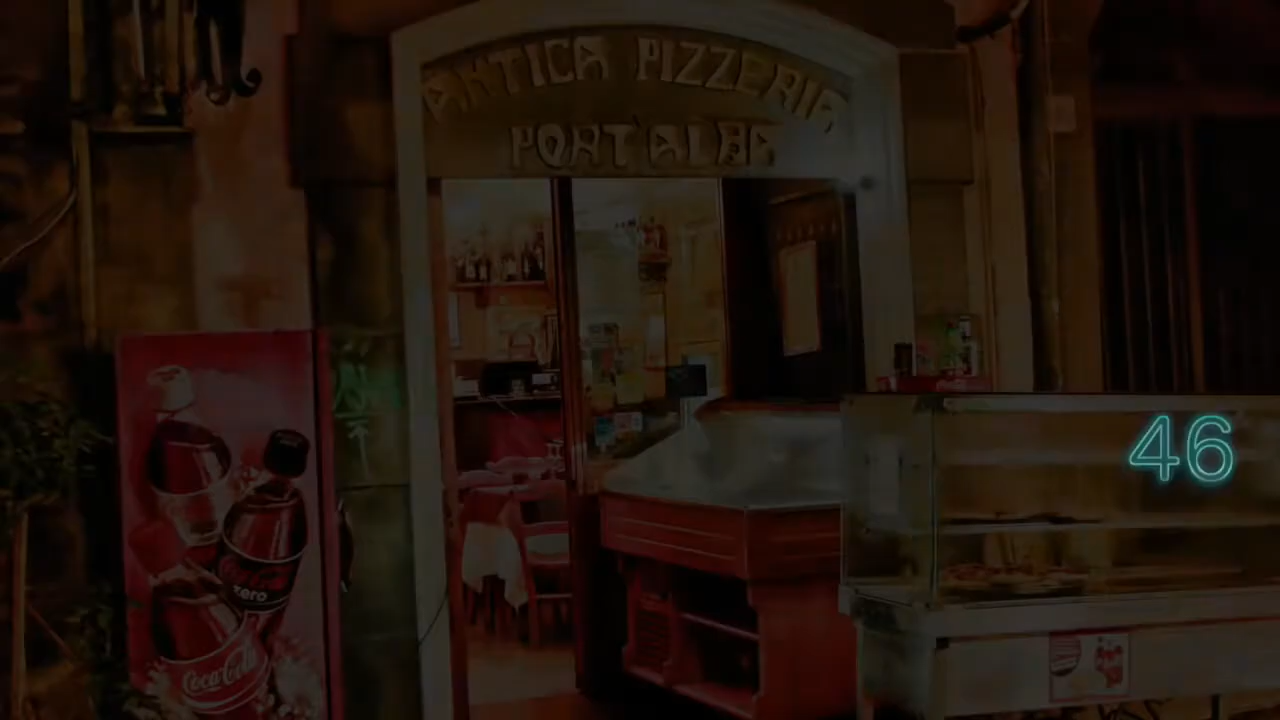 ANTICA PIZZERIA
PORT'ALBA
46
Coca-Cola
zero
Coca-Cola